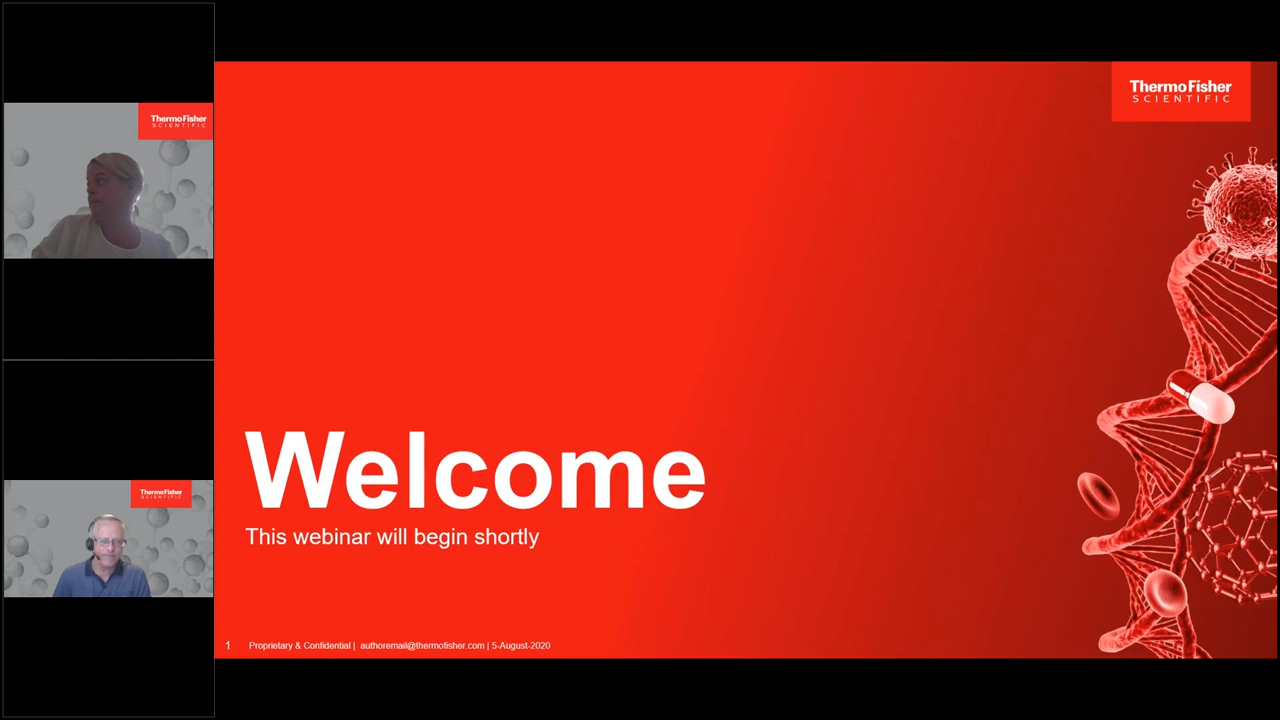 ThermoFisher
SCIENTIFIC
ThermoFisher
SCIENTIFIC
ThermoFisher
SCIENTIFIC
Welcome
This webinar will begin shortly
1 Proprietary & Confidential | authoremail@thermofisher.com | 5-August-2020